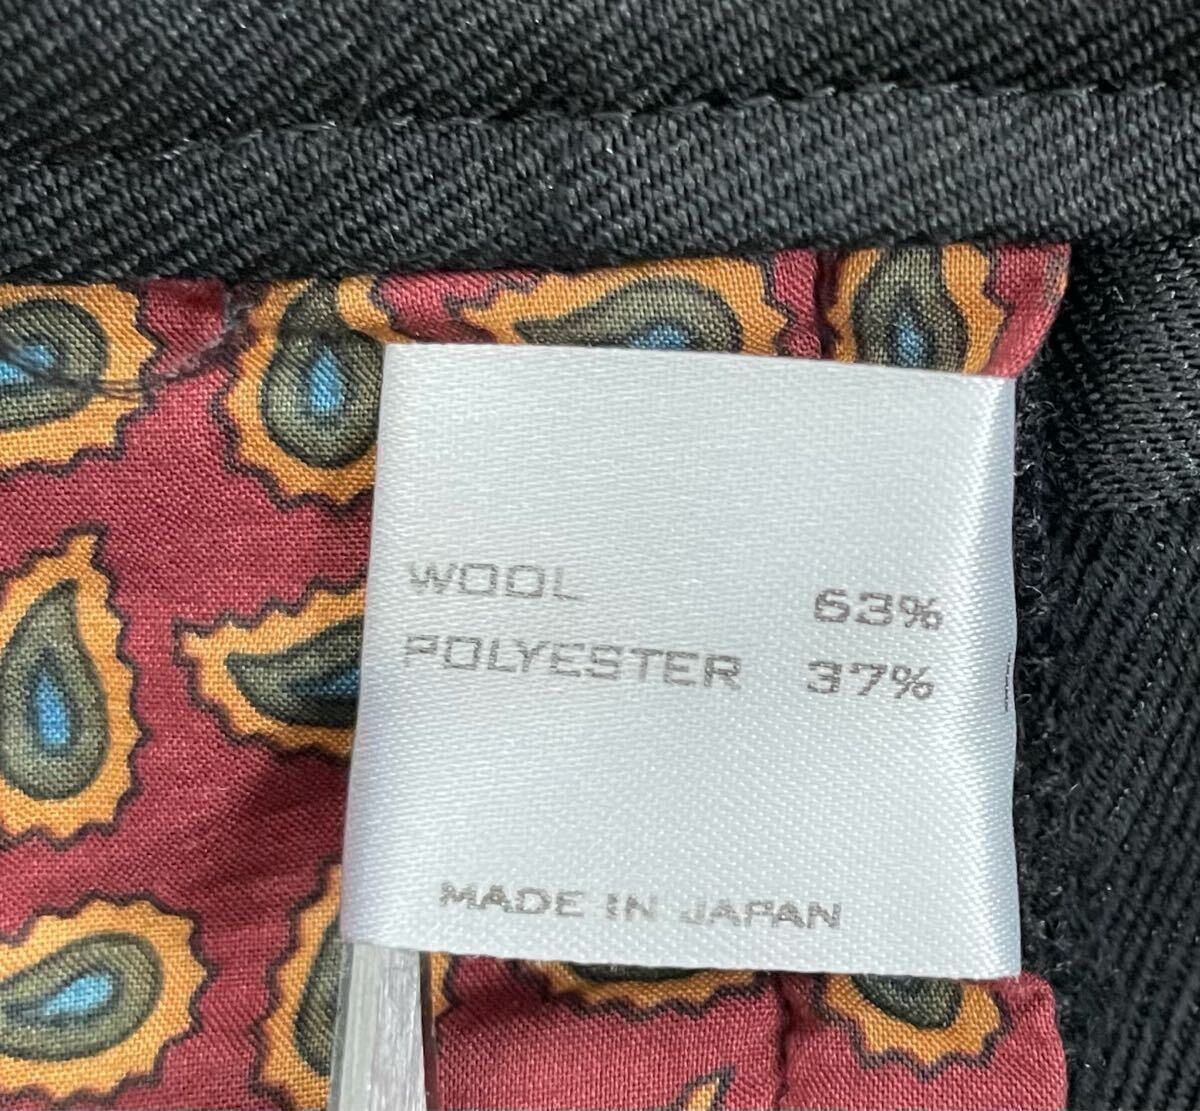 WOOL 63%
POLYESTER 37%
MADE IN JAPAN